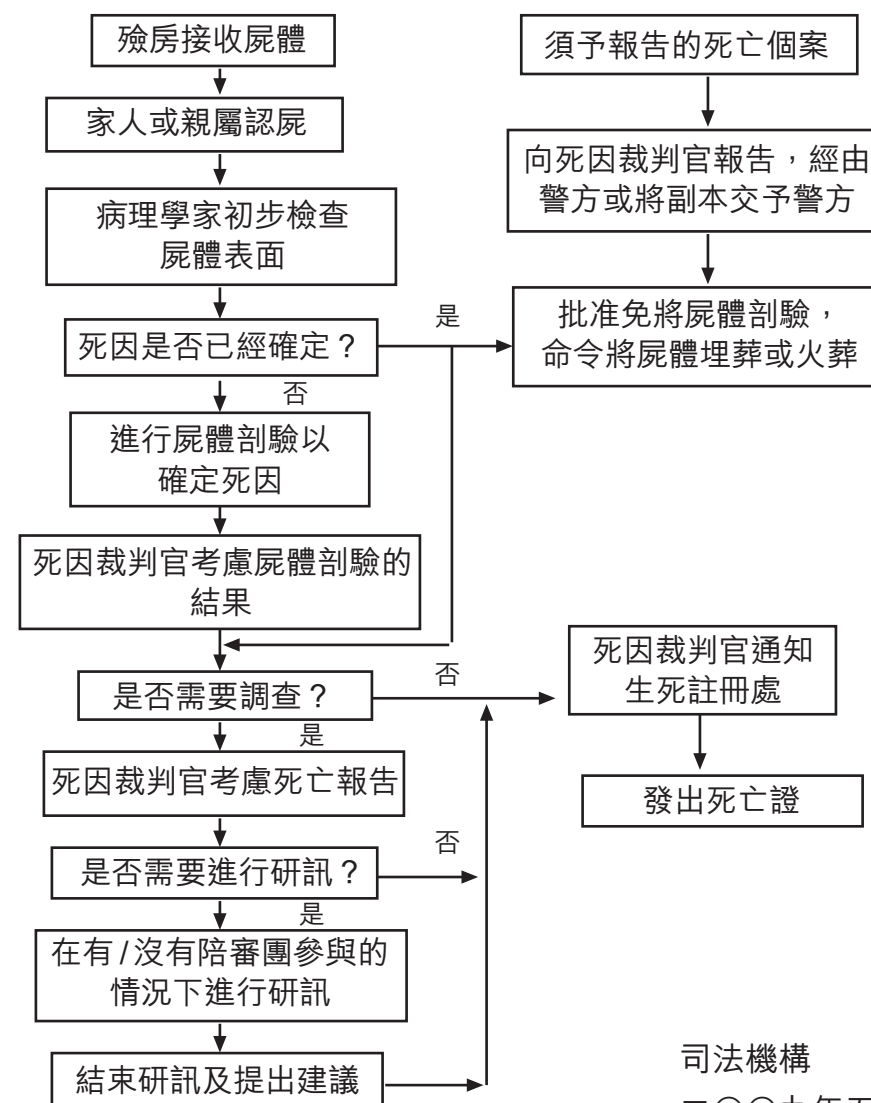 殮房接收屍體
家人或親屬認屍
病理學家初步檢查
屍體表面
死因是否已經確定？
是
否
進行屍體剖驗以
確定死因
死因裁判官考慮屍體剖驗的
結果
是否需要調查？
否
是
死因裁判官考慮死亡報告
是否需要進行研訊？
否
是
在有/沒有陪審團參與的
情況下進行研訊
結束研訊及提出建議
須予報告的死亡個案
向死因裁判官報告，經由
警方或將副本交予警方
批准免將屍體剖驗，
命令將屍體埋葬或火葬
死因裁判官通知
生死註冊處
發出死亡證
司法機構